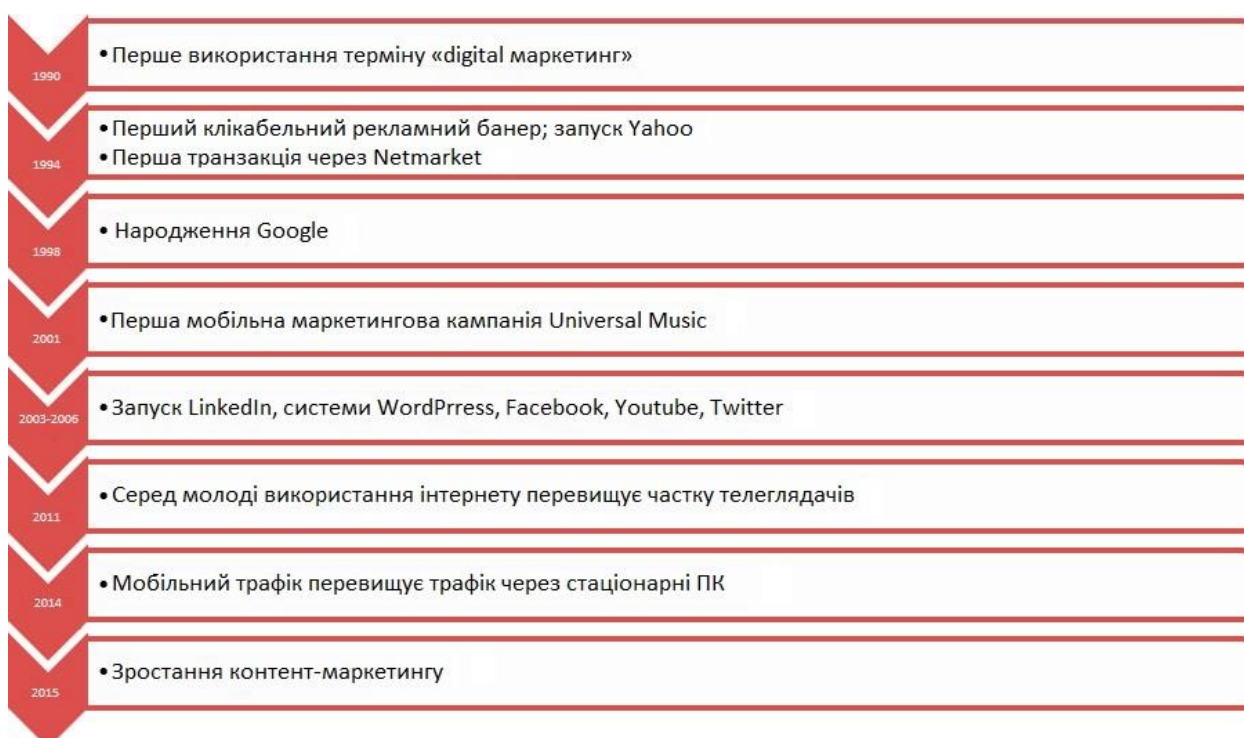 1990
• Перше використання терміну «digital маркетинг»
1994
• Перший клікабельний рекламний банер; запуск Yahoo
• Перша транзакція через Netmarket
1998
• Народження Google
2001
• Перша мобільна маркетингова кампанія Universal Music
2003-2006
• Запуск LinkedIn, системи WordPrress, Facebook, Youtube, Twitter
2011
• Серед молоді використання інтернету перевищує частку телеглядачів
2014
• Мобільний трафік перевищує трафік через стаціонарні ПК
2015
• Зростання контент-маркетингу